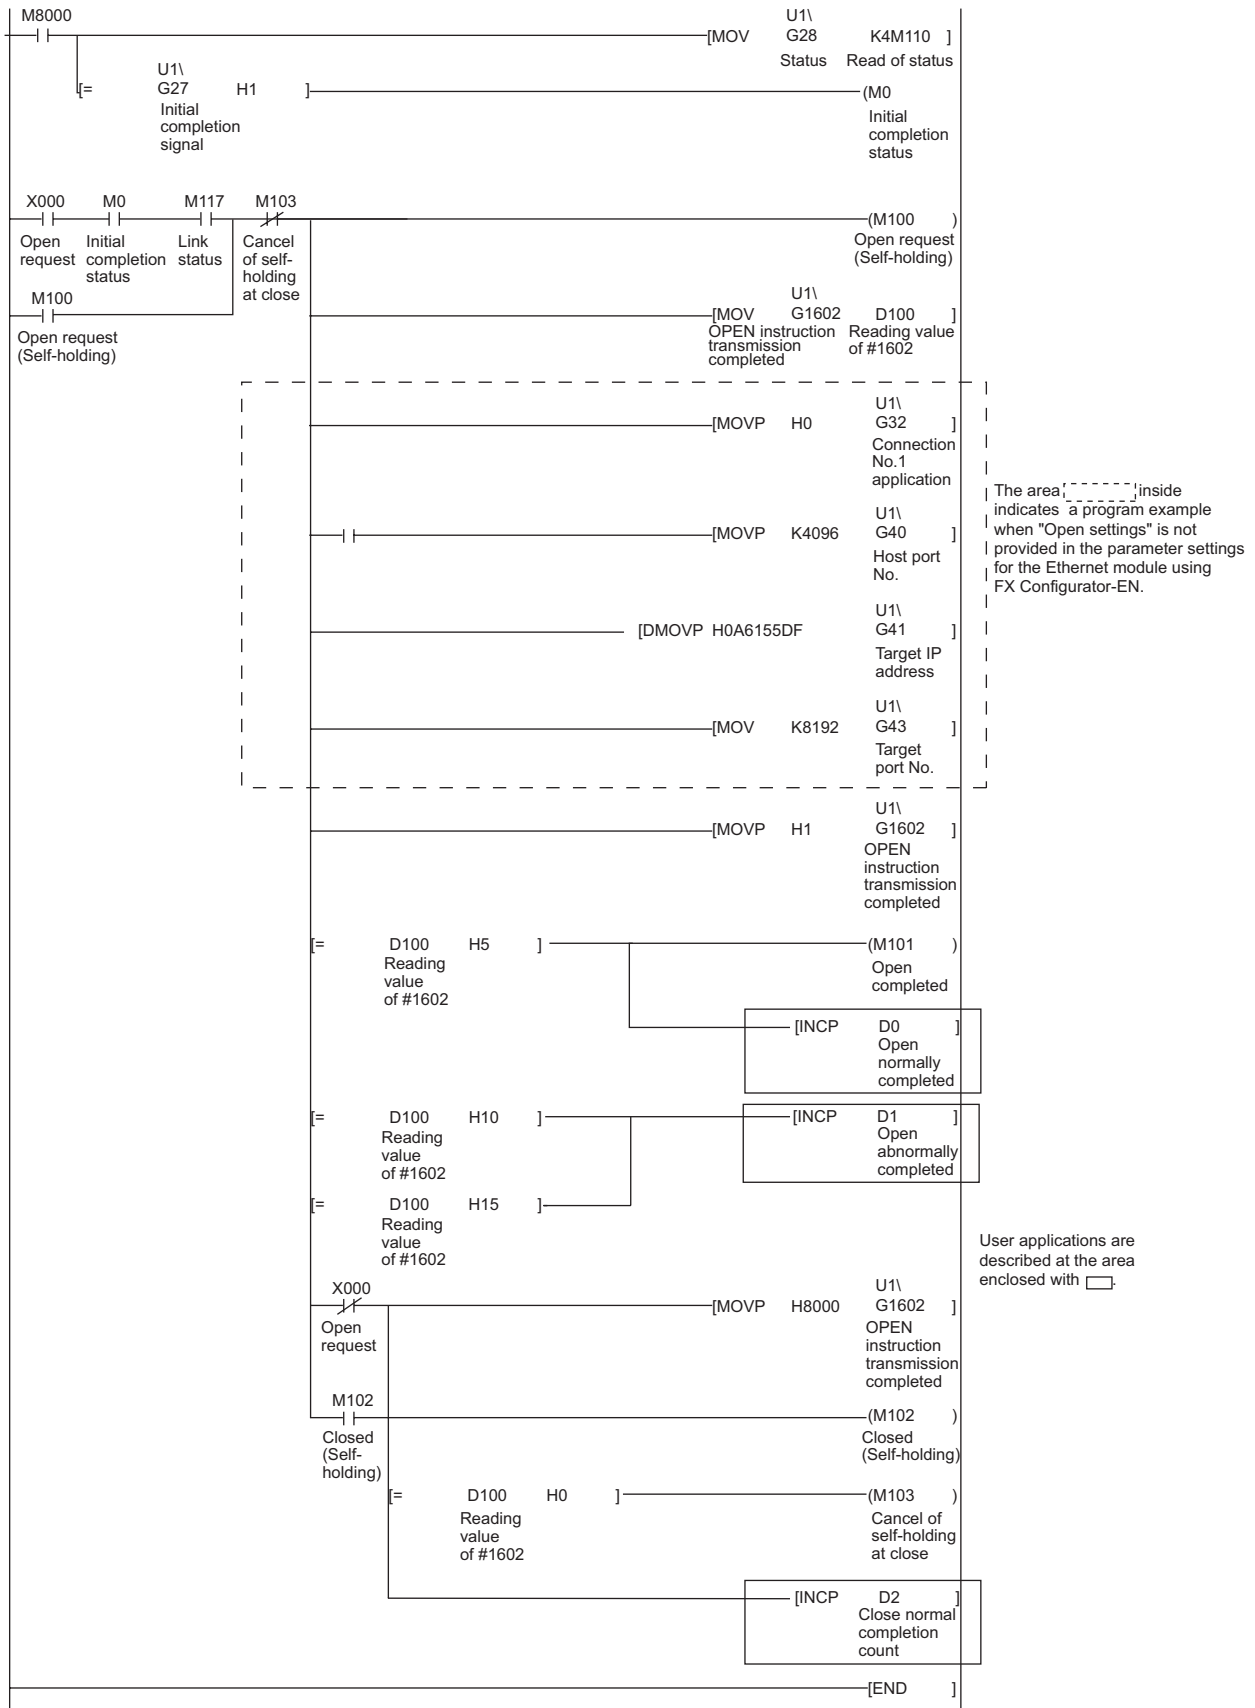 M8000
U1\
[MOV G28 K4M110 ]
Status Read of status
U1\
[= G27 H1 ] (M0
Initial
completion
signal
Initial
completion
status
X000 M0 M117 M103
(M100 )
Open
request
Initial
completion
status
Link
status
Cancel
of self-
holding
at close
Open request
(Self-holding)
M100
Open request
(Self-holding)
U1\
[MOV G1602 D100 ]
OPEN instruction
transmission
completed
Reading value
of #1602
U1\
[MOVP H0 G32 ]
Connection
No.1
application
U1\
[MOVP K4096 G40 ]
Host port
No.
U1\
[DMOVP H0A6155DF G41 ]
Target IP
address
U1\
[MOV K8192 G43 ]
Target
port No.
The area inside
indicates a program example
when "Open settings" is not
provided in the parameter settings
for the Ethernet module using
FX Configurator-EN.
U1\
[MOVP H1 G1602 ]
OPEN
instruction
transmission
completed
[= D100 H5 ] (M101 )
Reading
value
of #1602
Open
completed
[INCP D0 ]
Open
normally
completed
[= D100 H10 ] [INCP D1 ]
Reading
value
of #1602
Open
abnormally
completed
[= D100 H15 ]
Reading
value
of #1602
User applications are
described at the area
enclosed with .
X000
U1\
[MOVP H8000 G1602 ]
Open
request
OPEN
instruction
transmission
completed
M102
(M102 )
Closed
(Self-
holding)
Closed
(Self-holding)
[= D100 H0 ] (M103 )
Reading
value
of #1602
Cancel of
self-holding
at close
[INCP D2 ]
Close normal
completion
count
[END ]